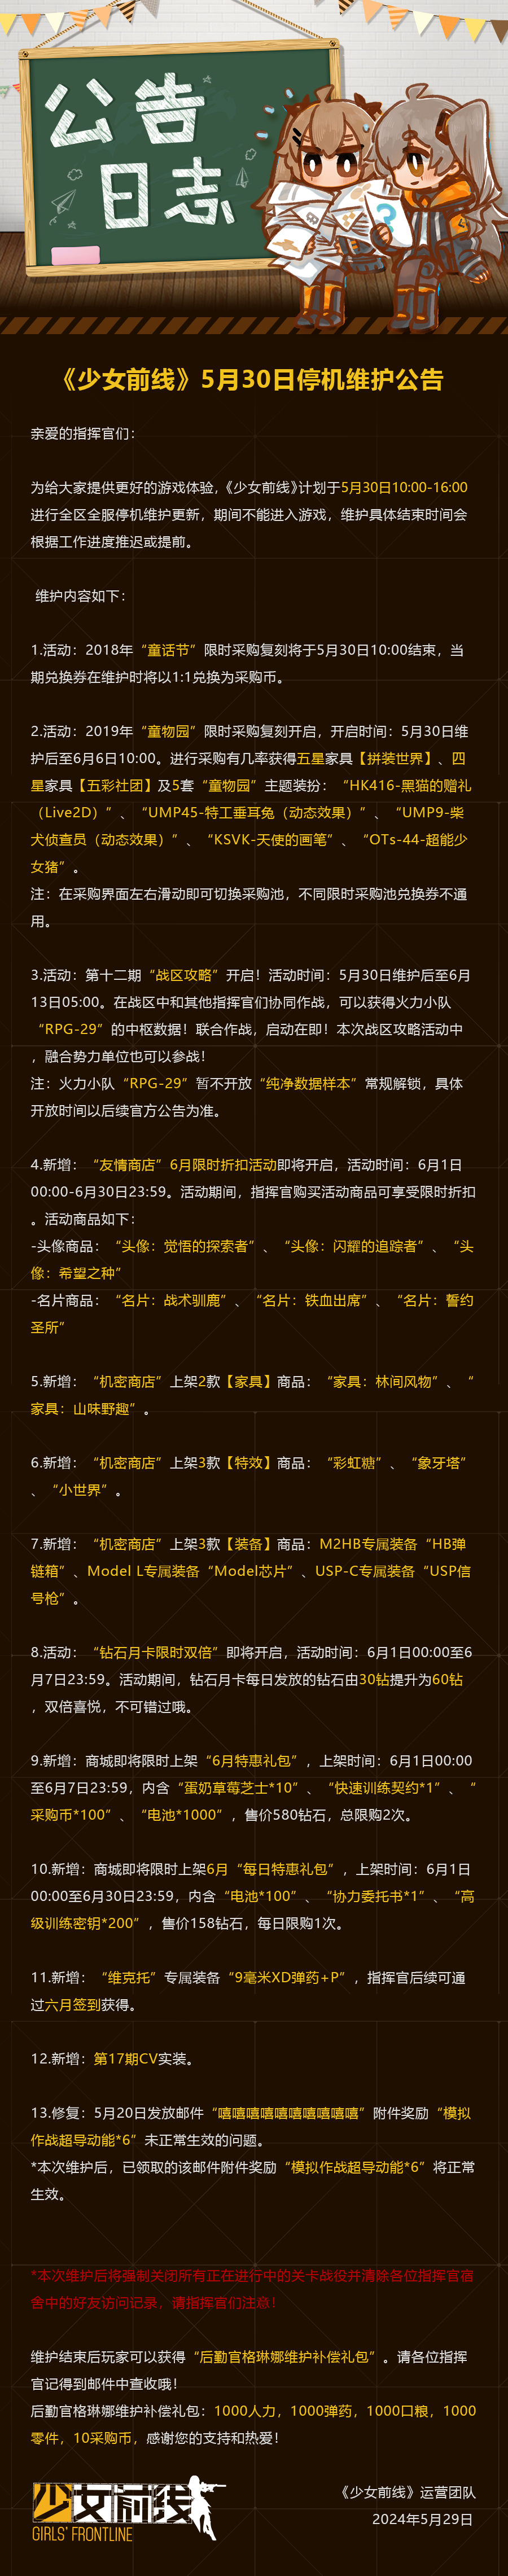 公告
日志
《少女前线》5月30日停机维护公告
亲爱的指挥官们：
为给大家提供更好的游戏体验，《少女前线》计划于5月30日10:00-16:00
进行全区全服停机维护更新，期间不能进入游戏，维护具体结束时间会
根据工作进度推迟或提前。
维护内容如下：
1.活动：2018年“童话节”限时采购复刻将于5月30日10:00结束，当
期兑换券在维护时将以1:1兑换为采购币。
2.活动：2019年“童物园”限时采购复刻开启，开启时间：5月30日维
护后至6月6日10:00。进行采购有几率获得五星家具【拼装世界】、四
星家具【五彩社团】及5套“童物园”主题装扮：“HK416-黑猫的赠礼
（Live2D）”、“UMP45-特工垂耳兔（动态效果）”、“UMP9-柴
犬侦查员（动态效果）”、“KSVK-天使的画笔”、“OTs-44-超能少
女猪”。
注：在采购界面左右滑动即可切换采购池，不同限时采购池兑换券不通
用。
3.活动：第十二期“战区攻略”开启！活动时间：5月30日维护后至6月
13日05:00。在战区中和其他指挥官们协同作战，可以获得火力小队
“RPG-29”的中枢数据！联合作战，启动在即！本次战区攻略活动中
，融合势力单位也可以参战！
注：火力小队“RPG-29”暂不开放“纯净数据样本”常规解锁，具体
开放时间以后续官方公告为准。
4.新增：“友情商店”6月限时折扣活动即将开启，活动时间：6月1日
00:00-6月30日23:59。活动期间，指挥官购买活动商品可享受限时折扣
。活动商品如下：
-头像商品：“头像：觉悟的探索者”、“头像：闪耀的追踪者”、“头
像：希望之种”
-名片商品：“名片：战术驯鹿”、“名片：铁血出席”、“名片：誓约
圣所”
5.新增：“机密商店”上架2款【家具】商品：“家具：林间风物”、“
家具：山味野趣”。
6.新增：“机密商店”上架3款【特效】商品：“彩虹糖”、“象牙塔”
、“小世界”。
7.新增：“机密商店”上架3款【装备】商品：M2HB专属装备“HB弹
链箱”、Model L专属装备“Model芯片”、USP-C专属装备“USP信
号枪”。
8.活动：“钻石月卡限时双倍”即将开启，活动时间：6月1日00:00至6
月7日23:59。活动期间，钻石月卡每日发放的钻石由30钻提升为60钻
，双倍喜悦，不可错过哦。
9.新增：商城即将限时上架“6月特惠礼包”，上架时间：6月1日00:00
至6月7日23:59，内含“蛋奶草莓芝士*10”、“快速训练契约*1”、“
采购币*100”、“电池*1000”，售价580钻石，总限购2次。
10.新增：商城即将限时上架6月“每日特惠礼包”，上架时间：6月1日
00:00至6月30日23:59，内含“电池*100”、“协力委托书*1”、“高
级训练密钥*200”，售价158钻石，每日限购1次。
11.新增：“维克托”专属装备“9毫米XD弹药+P”，指挥官后续可通
过六月签到获得。
12.新增：第17期CV实装。
13.修复：5月20日发放邮件“嘻嘻嘻嘻嘻嘻嘻嘻嘻嘻”附件奖励“模拟
作战超导动能*6”未正常生效的问题。
*本次维护后，已领取的该邮件附件奖励“模拟作战超导动能*6”将正常
生效。
*本次维护后将强制关闭所有正在进行中的关卡战役并清除各位指挥官宿
舍中的好友访问记录，请指挥官们注意！
维护结束后玩家可以获得“后勤官格琳娜维护补偿礼包”。请各位指挥
官记得到邮件中查收哦！
后勤官格琳娜维护补偿礼包：1000人力，1000弹药，1000口粮，1000
零件，10采购币，感谢您的支持和热爱！
少女前线
GIRLS' FRONTLINE
《少女前线》运营团队
2024年5月29日